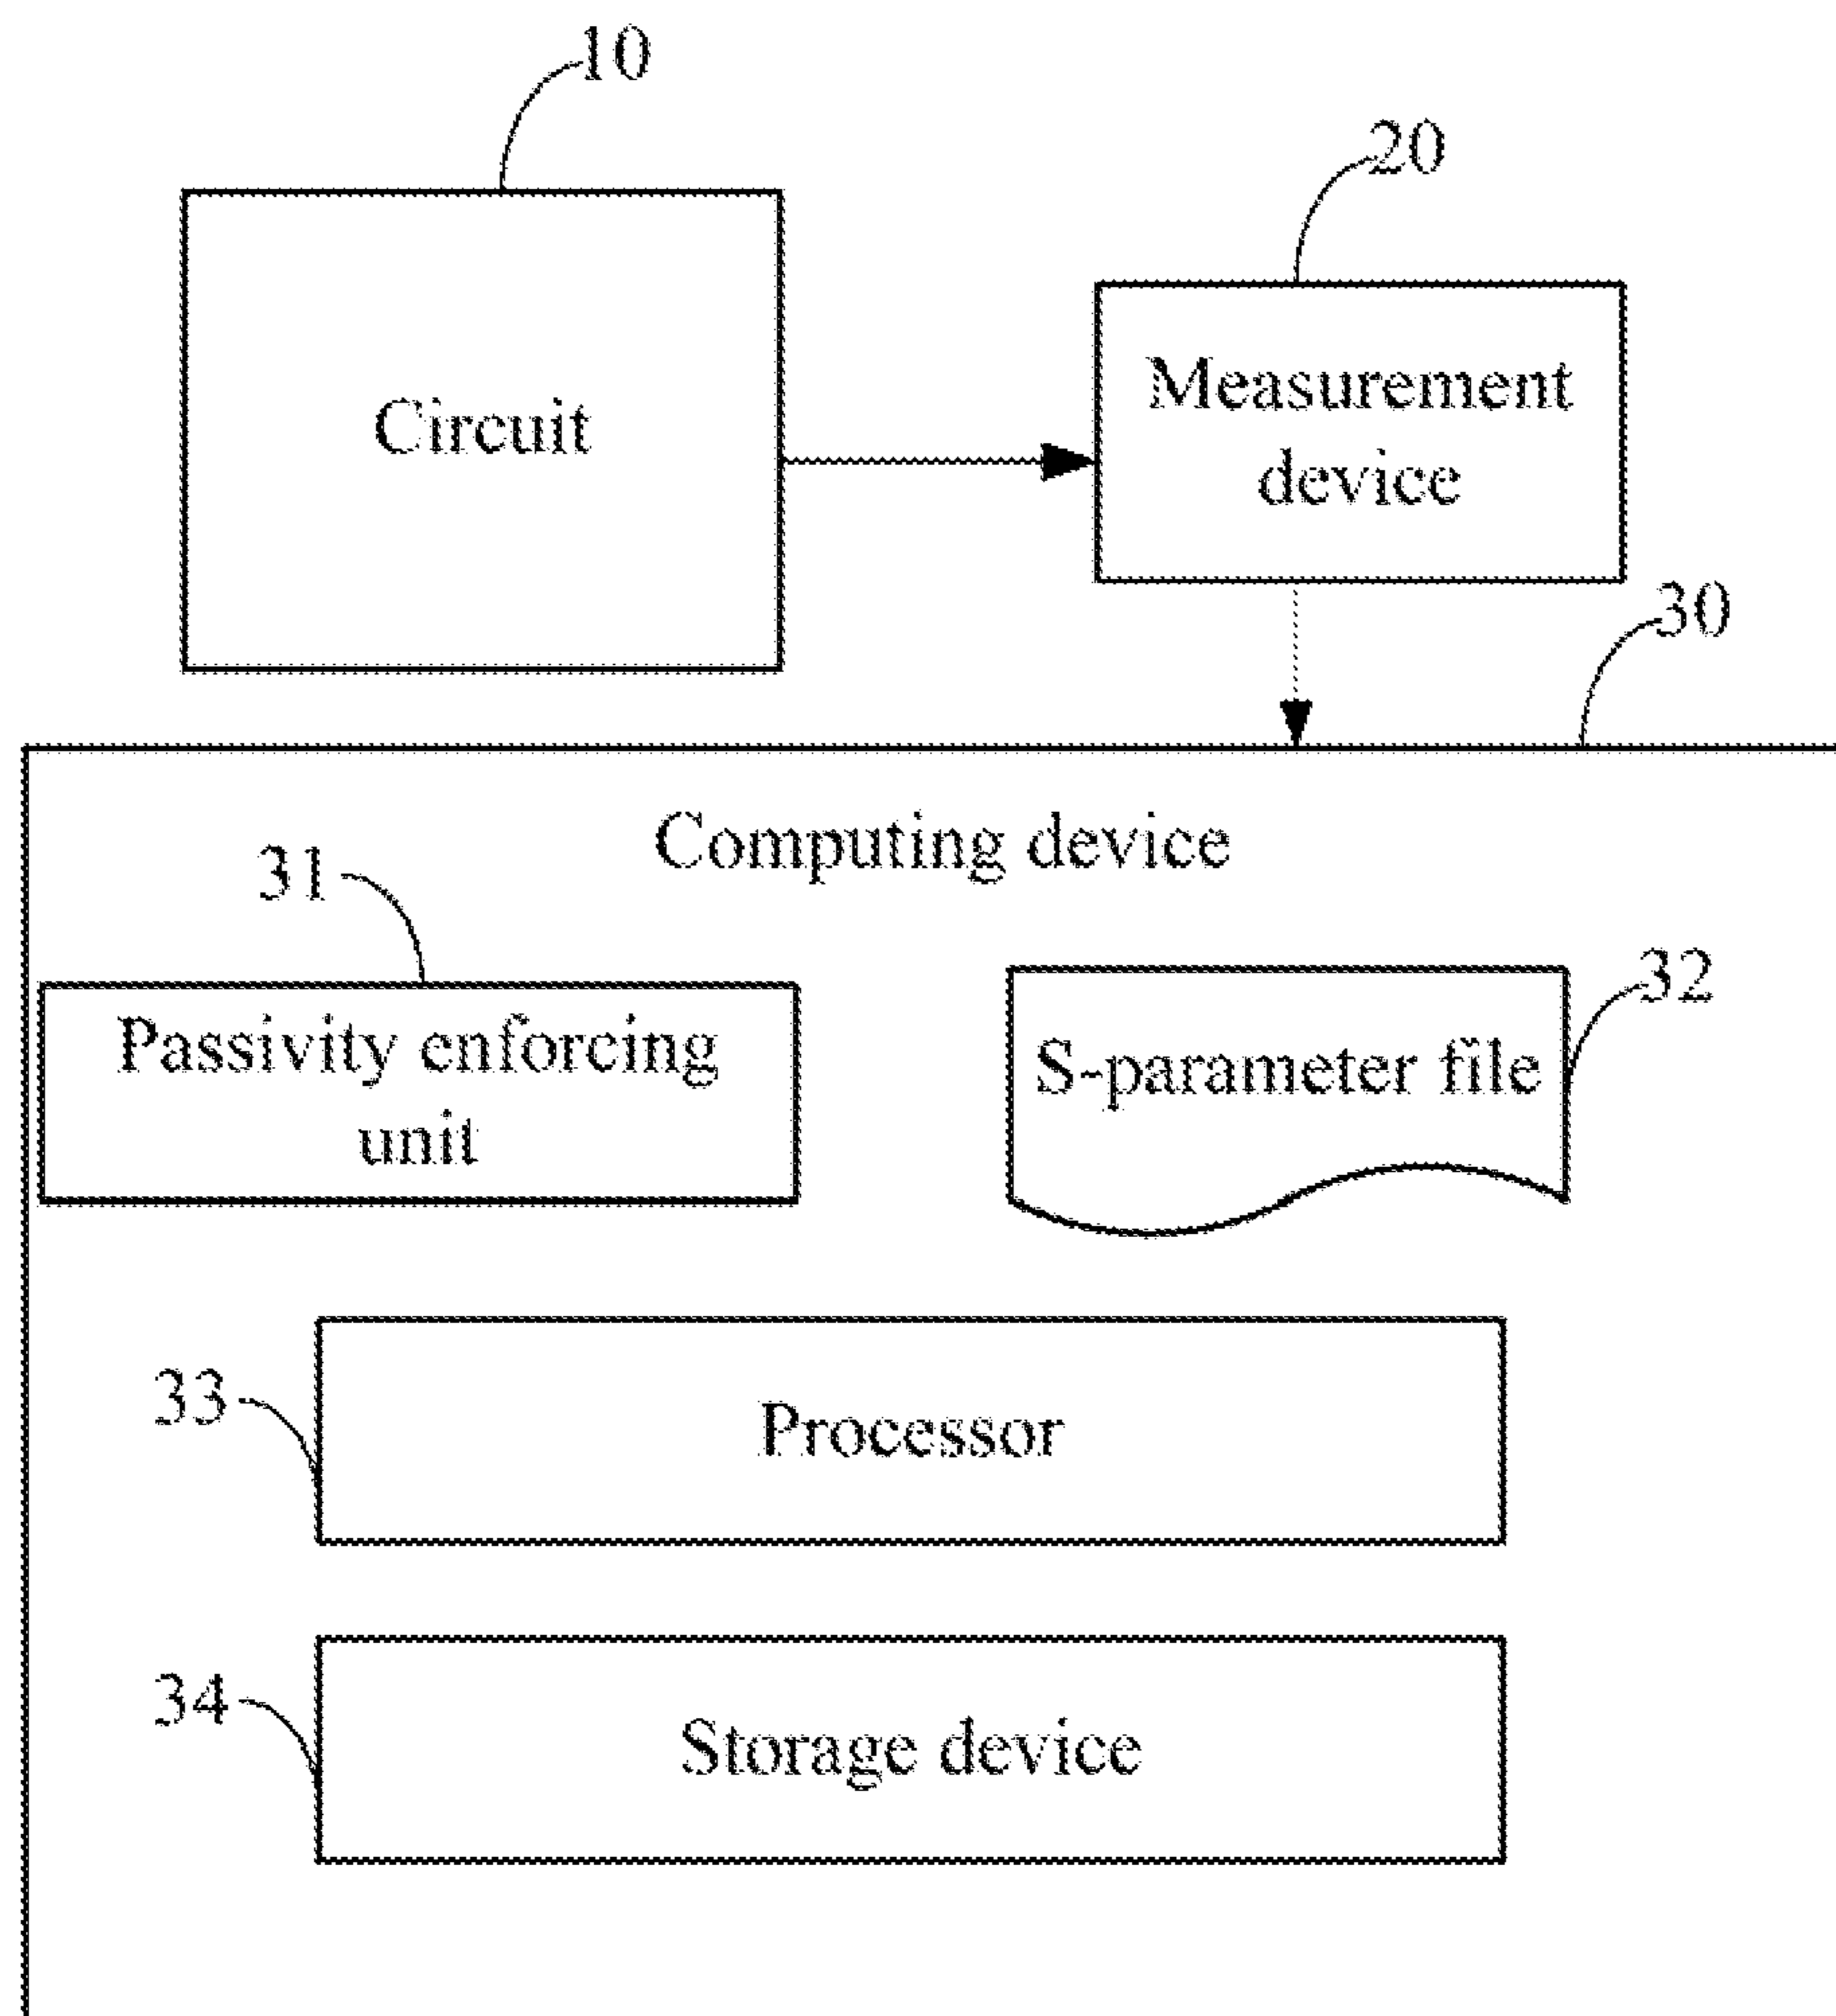 10
20
Circuit
Measurement
device
30
Computing device
31
32
Passivity enforcing
unit
S-parameter file
33
Processor
34
Storage device